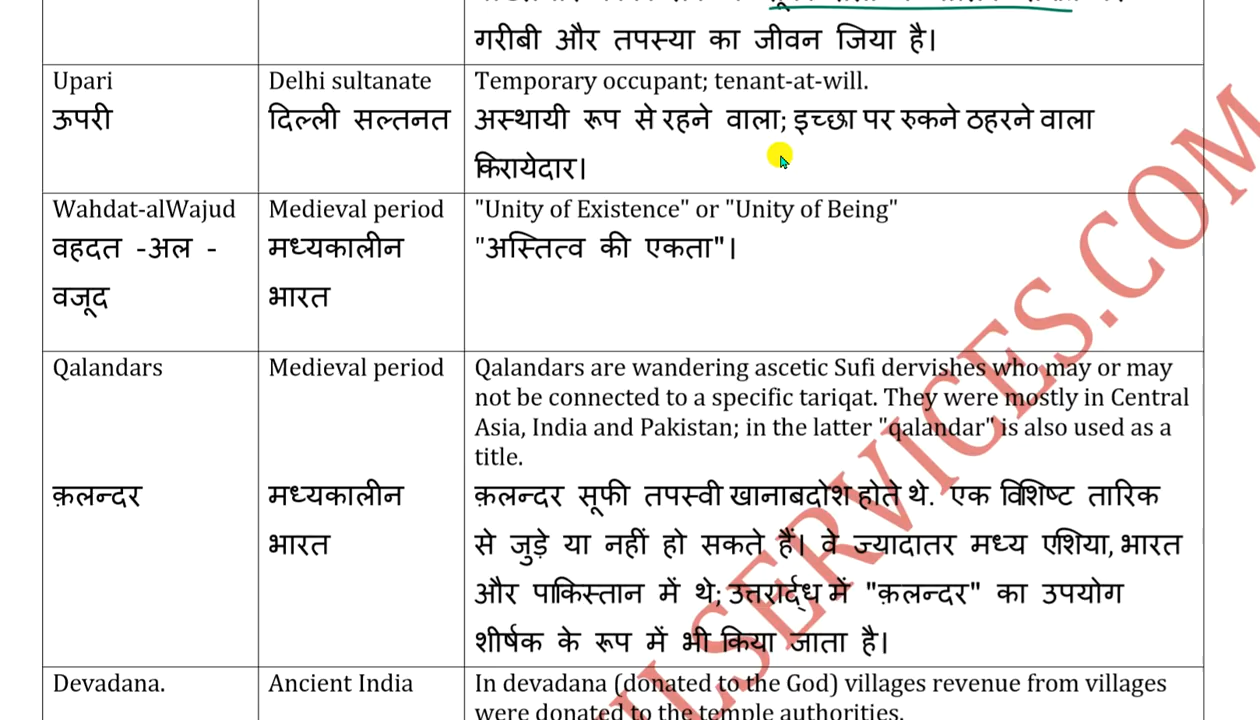 गरीबी और तपस्या का जीवन जिया है।
Upari
ऊपरी
Delhi sultanate
दिल्ली सल्तनत
Temporary occupant; tenant-at-will.
अस्थायी रूप से रहने वाला; इच्छा पर रुकने ठहरने वाला
किरायेदार।
Wahdat-alWajud
वहदत -अल -
वजूद
Medieval period
मध्यकालीन
भारत
"Unity of Existence" or "Unity of Being"
"अस्तित्व की एकता"।
Qalandars
क़लन्दर
Medieval period
मध्यकालीन
भारत
Qalandars are wandering ascetic Sufi dervishes who may or may
not be connected to a specific tariqat. They were mostly in Central
Asia, India and Pakistan; in the latter "qalandar" is also used as a
title.
क़लन्दर सूफी तपस्वी खानाबदोश होते थे. एक विशिष्ट तारिक
से जुड़े या नहीं हो सकते हैं। वे ज्यादातर मध्य एशिया, भारत
और पाकिस्तान में थे; उत्तरार्द्ध में "क़लन्दर" का उपयोग
शीर्षक के रूप में भी किया जाता है।
Devadana.
Ancient India
In devadana (donated to the God) villages revenue from villages
were donated to the temple authorities.
LLSERVICES.COM